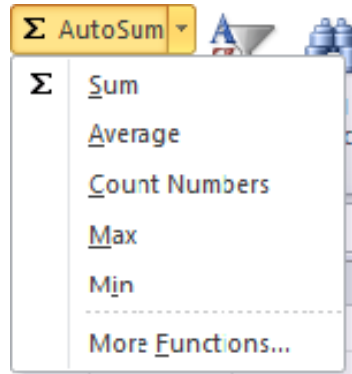 Σ AutoSum
Σ Sum
Average
Count Numbers
Max
Min
More Functions...